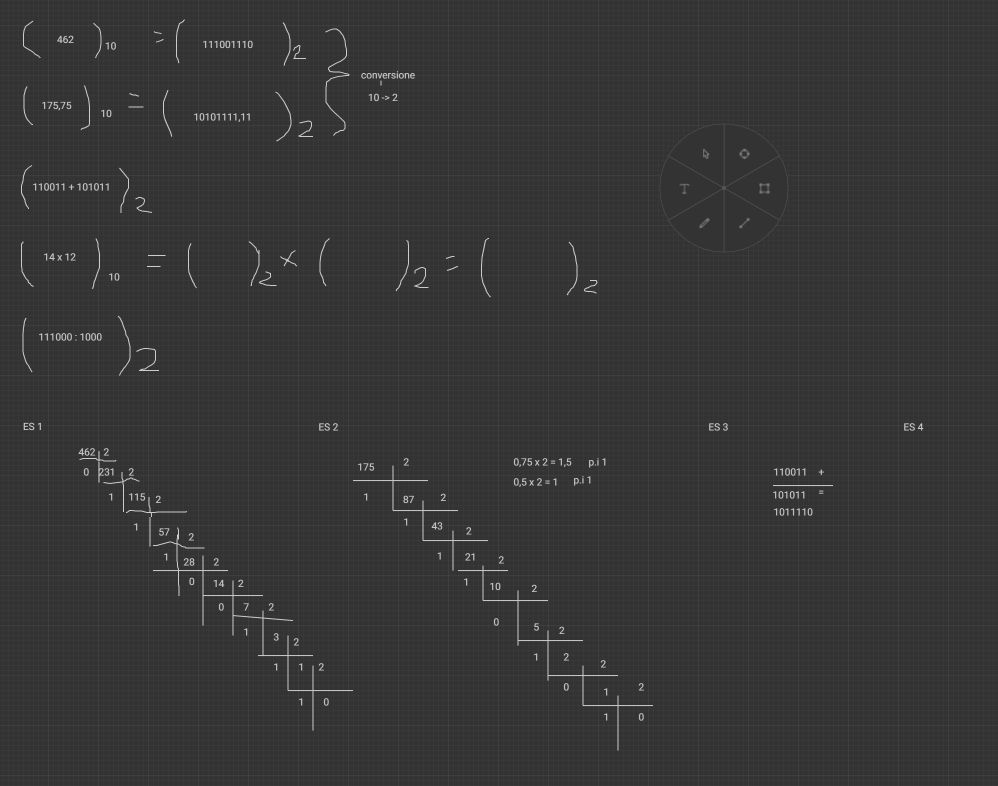 ( 462 )10 = ( 111001110 )2
( 175,75 )10 = ( 10101111,11 )2
conversione
10 -> 2
( 110011 + 101011 )2
( 14 x 12 )10 = ( )2 x ( )2 = ( )2
( 111000 : 1000 )2
ES 1
ES 2
ES 3
ES 4
462 2
0 231 2
1 115 2
1 57 2
1 28 2
0 14 2
0 7 2
1 3 2
1 1 2
1 0
175 2
1 87 2
1 43 2
1 21 2
1 10 2
0 5 2
1 2 2
0 1 2
1 0
0,75 x 2 = 1,5 p.i 1
0,5 x 2 = 1 p.i 1
110011 +
101011 =
1011110
T